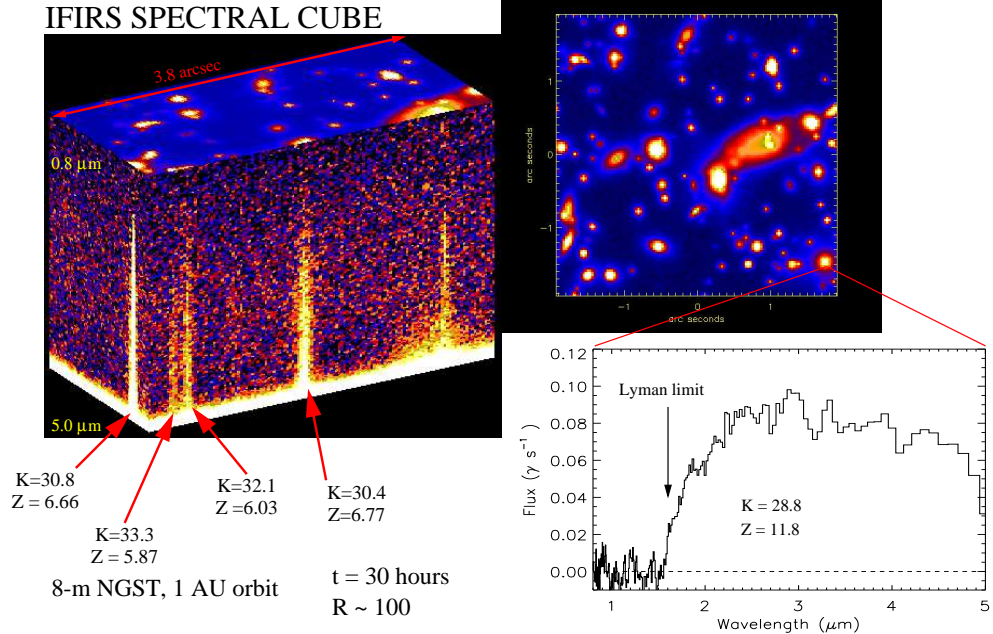 IFIRS SPECTRAL CUBE
3.8 arcsec
0.8 µm
5.0 µm
K=30.8
Z = 6.66
K=33.3
Z = 5.87
K=32.1
Z =6.03
K=30.4
Z=6.77
8-m NGST, 1 AU orbit
t = 30 hours
R ~ 100
arc seconds
1
0
−1
−1 0 1
arc seconds
0.12
0.10
0.08
0.06
0.04
0.02
0.00
Flux (γ s⁻¹)
Lyman limit
K = 28.8
Z = 11.8
1 2 3 4 5
Wavelength (µm)